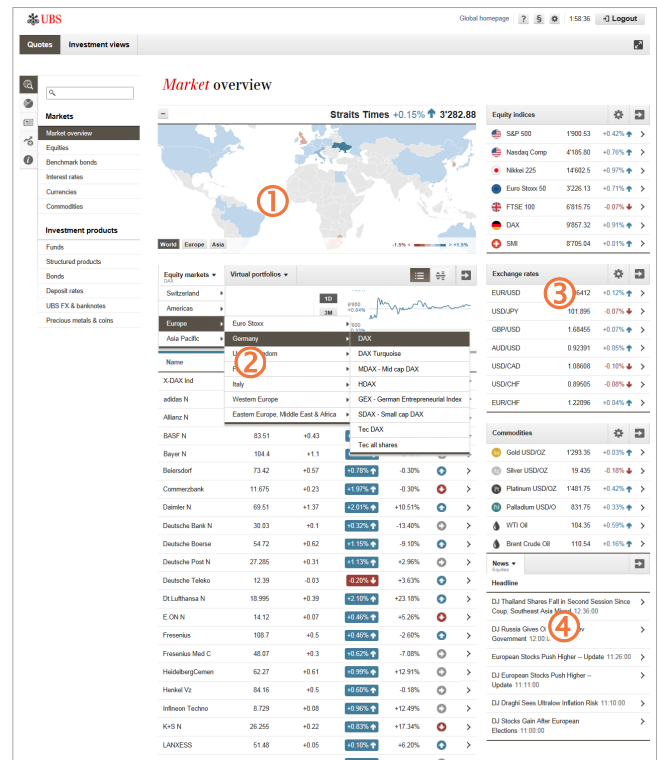 UBS
Global homepage ? § 1:58:36 Logout
Quotes Investment views
Market overview
Markets
Market overview
Equities
Benchmark bonds
Interest rates
Currencies
Commodities
Investment products
Funds
Structured products
Bonds
Deposit rates
UBS FX & banknotes
Precious metals & coins
Straits Times +0.15% 3'282.88
1
World Europe Asia
-1.5% < > +1.5%
Equity markets Virtual portfolios
DAX
Switzerland
Americas
Europe
Asia Pacific
1D
3M
9'950
+0.84%
Euro Stoxx
Germany
2
Italy
Western Europe
Eastern Europe, Middle East & Africa
DAX
DAX Turquoise
MDAX - Mid cap DAX
HDAX
GEX - German Entrepreneurial Index
SDAX - Small cap DAX
Tec DAX
Tec all shares
Name
X-DAX Ind
adidas N
Allianz N
BASF N 83.51 +0.43
Bayer N 104.4 +1.1
Beiersdorf 73.42 +0.57 +0.78% -0.30%
Commerzbank 11.675 +0.23 +1.97% -0.30%
Daimler N 69.51 +1.37 +2.01% +10.51%
Deutsche Bank N 30.03 +0.1 +0.32% -13.40%
Deutsche Boerse 54.72 +0.62 +1.15% -9.10%
Deutsche Post N 27.285 +0.31 +1.13% +2.96%
Deutsche Teleko 12.39 -0.03 -0.20% +3.63%
Dt.Lufthansa N 18.995 +0.39 +2.10% +23.18%
E.ON N 14.12 +0.07 +0.46% +5.26%
Fresenius 108.7 +0.5 +0.46% -2.60%
Fresenius Med C 48.07 +0.3 +0.62% -7.08%
HeidelbergCemen 62.27 +0.61 +0.99% +12.91%
Henkel Vz 84.16 +0.5 +0.60% -0.18%
Infineon Techno 8.729 +0.08 +0.96% +12.49%
K+S N 26.255 +0.22 +0.83% +17.34%
LANXESS 51.48 +0.05 +0.10% +6.20%
Equity indices
S&P 500 1'900.53 +0.42%
Nasdaq Comp 4'185.80 +0.76%
Nikkei 225 14'602.5 +0.97%
Euro Stoxx 50 3'226.13 +0.71%
FTSE 100 6'815.75 -0.07%
DAX 9'857.32 +0.91%
SMI 8'705.04 +0.01%
Exchange rates
3
EUR/USD 6412 +0.12%
USD/JPY 101.895 -0.07%
GBP/USD 1.68455 +0.07%
AUD/USD 0.92391 +0.05%
USD/CAD 1.08608 -0.10%
USD/CHF 0.89505 -0.08%
EUR/CHF 1.22096 +0.04%
Commodities
Gold USD/OZ 1'293.35 +0.03%
Silver USD/OZ 19.435 -0.18%
Platinum USD/OZ 1'481.75 +0.42%
Palladium USD/O 831.75 +0.33%
WTI Oil 104.35 +0.59%
Brent Crude Oil 110.54 +0.16%
News
Equities
Headline
DJ Thailand Shares Fall in Second Session Since
Coup; Southeast Asia Mixed 12:36:00
4
DJ Russia Gives
Government 12:00:
European Stocks Push Higher -- Update 11:26:00
DJ European Stocks Push Higher --
Update 11:11:00
DJ Draghi Sees Ultralow Inflation Risk 11:10:00
DJ Stocks Gain After European
Elections 11:00:00